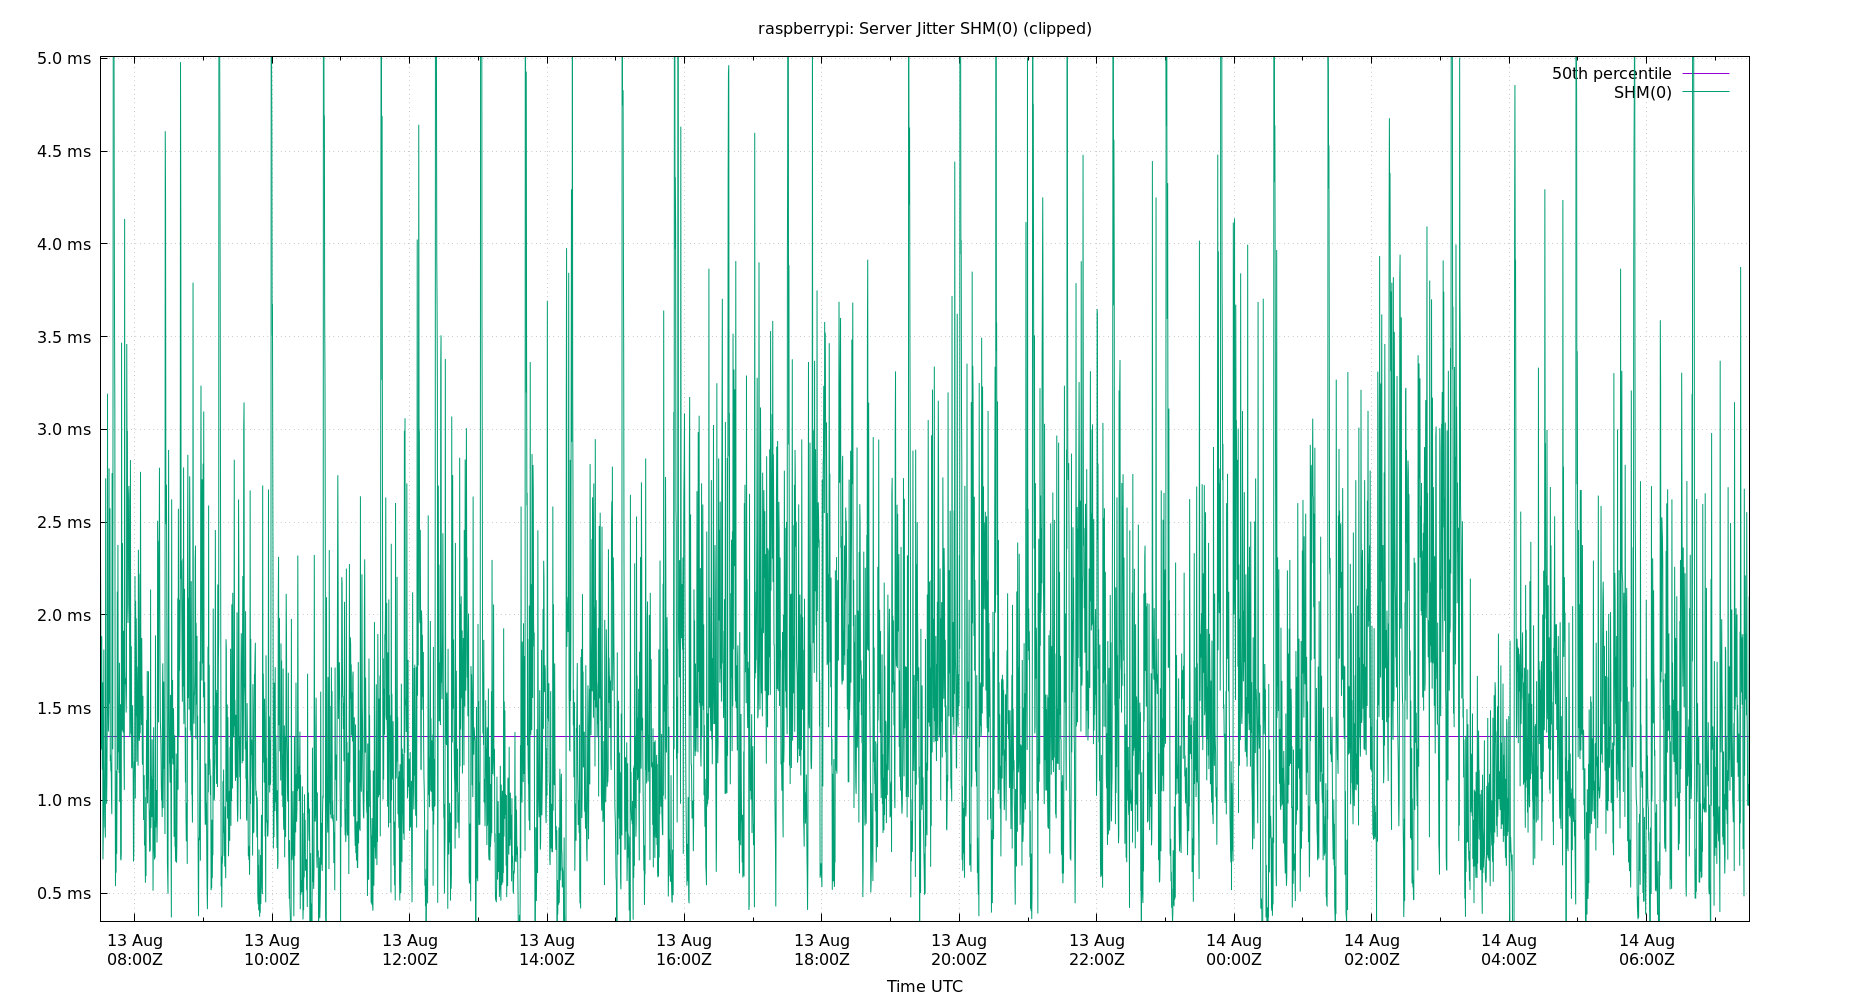 raspberrypi: Server Jitter SHM(0) (clipped)
50th percentile
SHM(0)
5.0 ms
4.5 ms
4.0 ms
3.5 ms
3.0 ms
2.5 ms
2.0 ms
1.5 ms
1.0 ms
0.5 ms
13 Aug 13 Aug 13 Aug 13 Aug 13 Aug 13 Aug 13 Aug 13 Aug 14 Aug 14 Aug 14 Aug 14 Aug
08:00Z 10:00Z 12:00Z 14:00Z 16:00Z 18:00Z 20:00Z 22:00Z 00:00Z 02:00Z 04:00Z 06:00Z
Time UTC